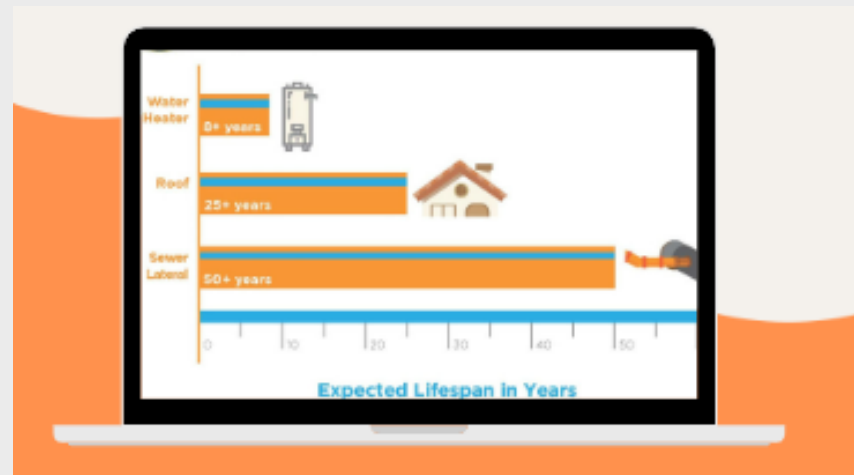 Water
Heater
8+ years
Roof
25+ years
Sewer
Lateral
50+ years
0 10 20 30 40 50
Expected Lifespan in Years